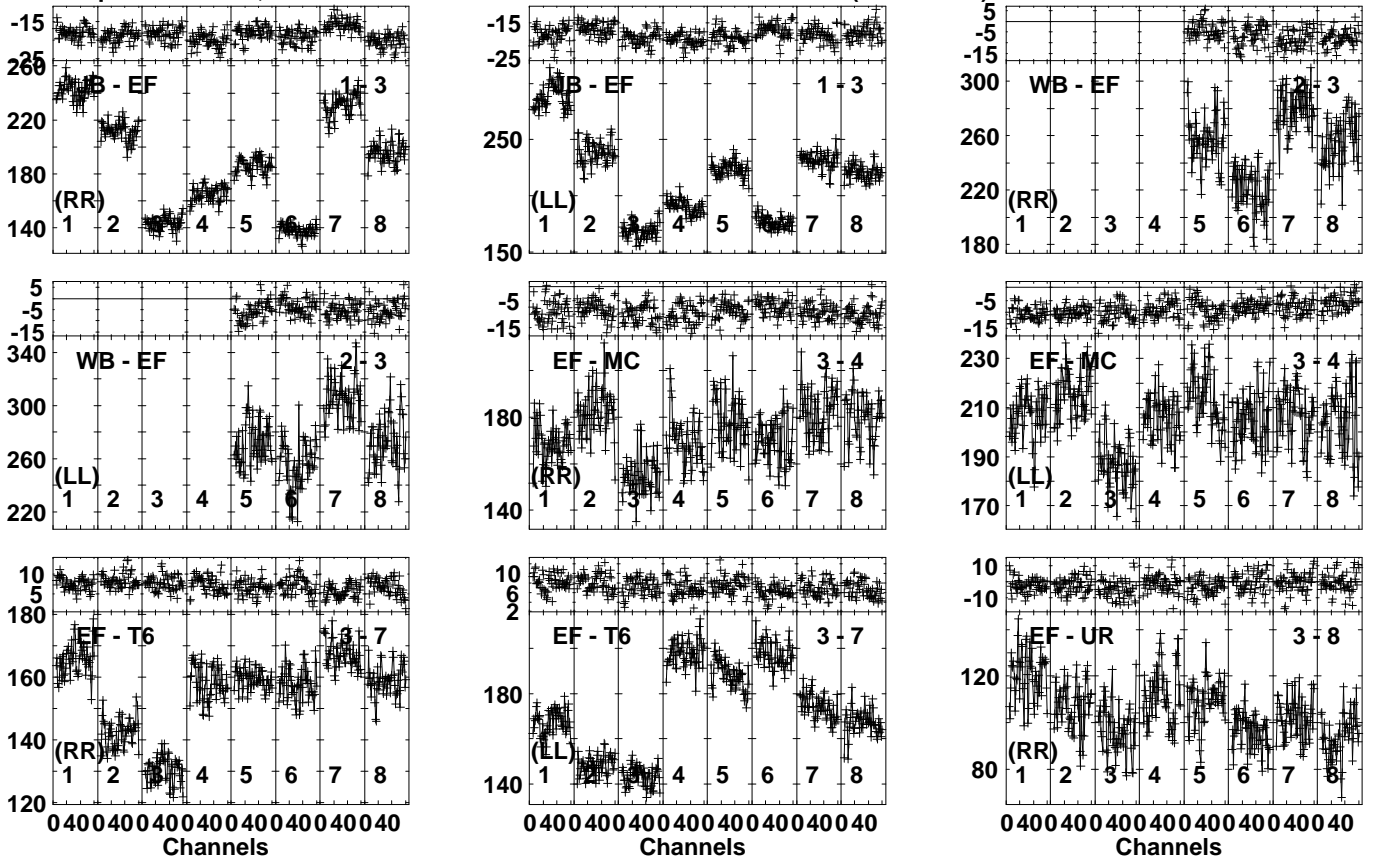 -15 -15 5
-25 -25 -5
-15
260 JB - EF 1 - 3
220
180
140
(RR)
1 2 3 4 5 6 7 8
JB - EF 1 - 3
250
150
(LL)
1 2 3 4 5 6 7 8
WB - EF 2 - 3
300
260
220
180
(RR)
1 2 3 4 5 6 7 8
5
-5
-15
WB - EF 2 - 3
340
300
260
220
(LL)
1 2 3 4 5 6 7 8
-5
-15
EF - MC 3 - 4
180
140
(RR)
1 2 3 4 5 6 7 8
-5
-15
EF - MC 3 - 4
230
210
190
170
(LL)
1 2 3 4 5 6 7 8
10
5
EF - T6 3 - 7
180
160
140
120
(RR)
1 2 3 4 5 6 7 8
10
6
2
EF - T6 3 - 7
180
140
(LL)
1 2 3 4 5 6 7 8
10
-10
EF - UR 3 - 8
120
80
(RR)
1 2 3 4 5 6 7 8
0 40 0 40 0 40 0 40 0 40 0 40 0 40 0 40
0 40 0 40 0 40 0 40 0 40 0 40 0 40 0 40
0 40 0 40 0 40 0 40 0 40 0 40 0 40 0 40
Channels Channels Channels